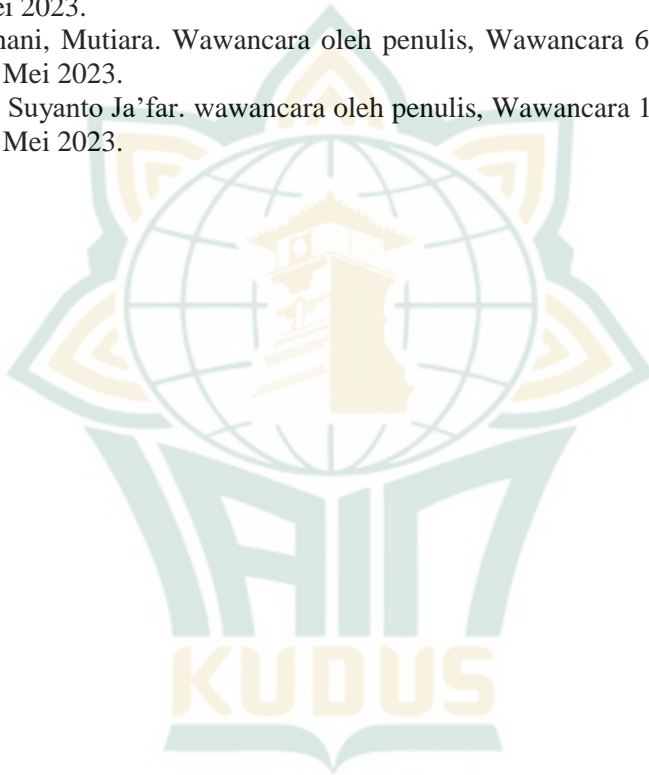 ei 2023.
nani, Mutiara. Wawancara oleh penulis, Wawancara 6
Mei 2023.
Suyanto Ja’far. wawancara oleh penulis, Wawancara 1
Mei 2023.
IAIN
KUDUS